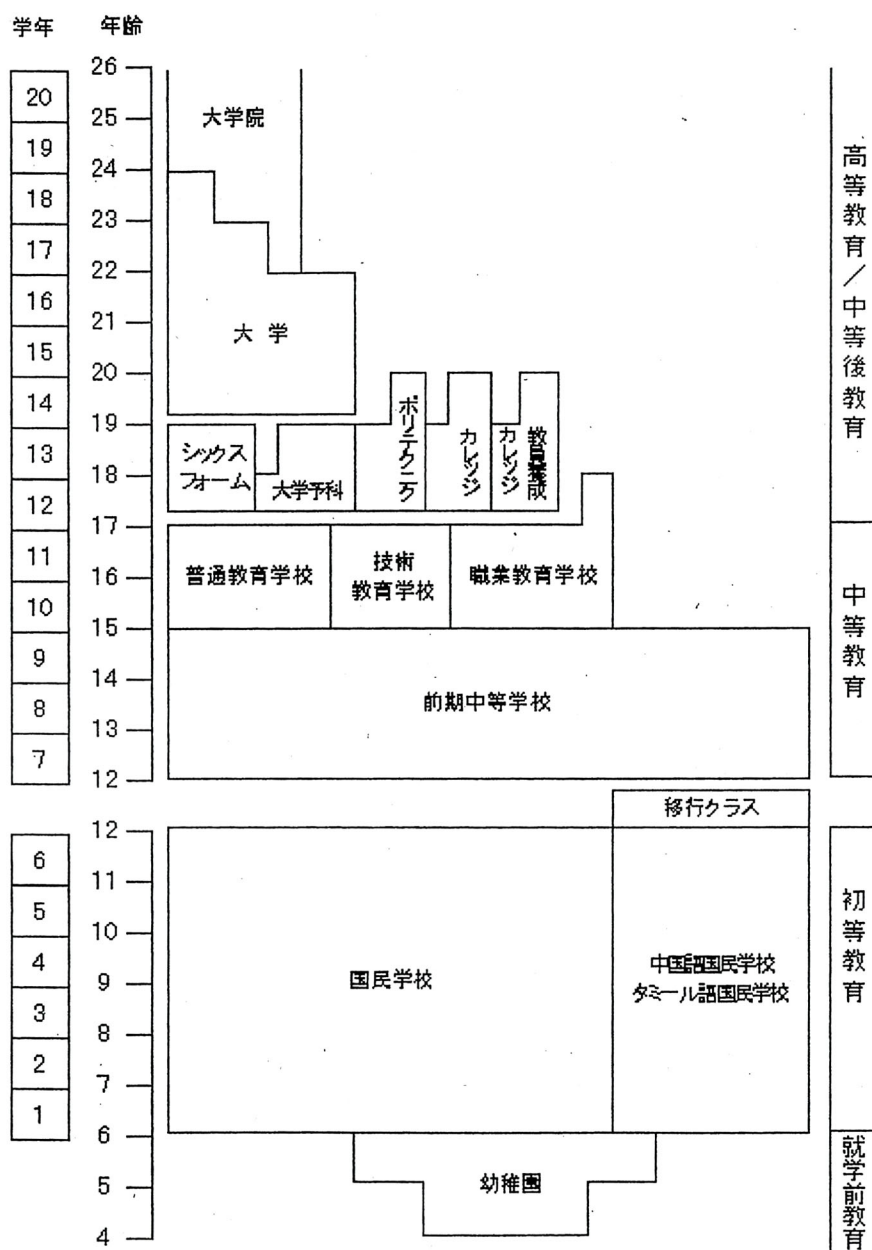 学年 年齢
26
20
大学院
25
19
24
18
23
17
22
16
21
大学
15
20
14
19
シックス
フォーム
大学予科
ポリテクニク
カレッジ
教員養成
カレッジ
13
18
12
17
11
普通教育学校
技術
教育学校
職業教育学校
16
10
15
9
14
前期中等学校
8
13
7
12
移行クラス
12
6
11
5
10
4
国民学校
中国語国民学校
タミール語国民学校
9
3
8
2
7
1
6
幼稚園
5
4
高等教育/中等後教育
中等教育
初等教育
就学前教育